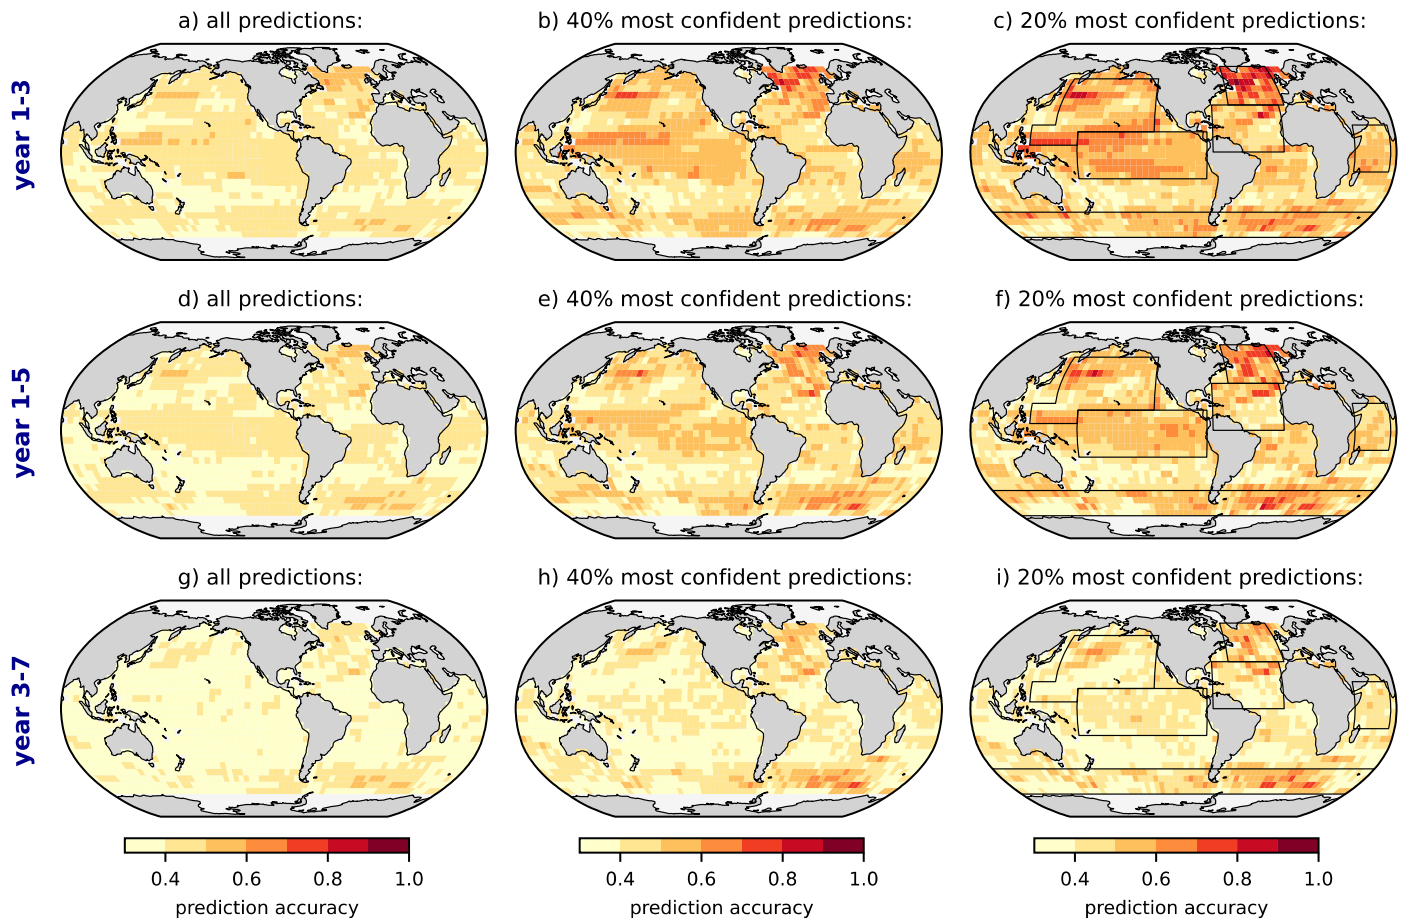 a) all predictions:
b) 40% most confident predictions:
c) 20% most confident predictions:
year 1-3
d) all predictions:
e) 40% most confident predictions:
f) 20% most confident predictions:
year 1-5
g) all predictions:
h) 40% most confident predictions:
i) 20% most confident predictions:
year 3-7
0.4 0.6 0.8 1.0
prediction accuracy
0.4 0.6 0.8 1.0
prediction accuracy
0.4 0.6 0.8 1.0
prediction accuracy